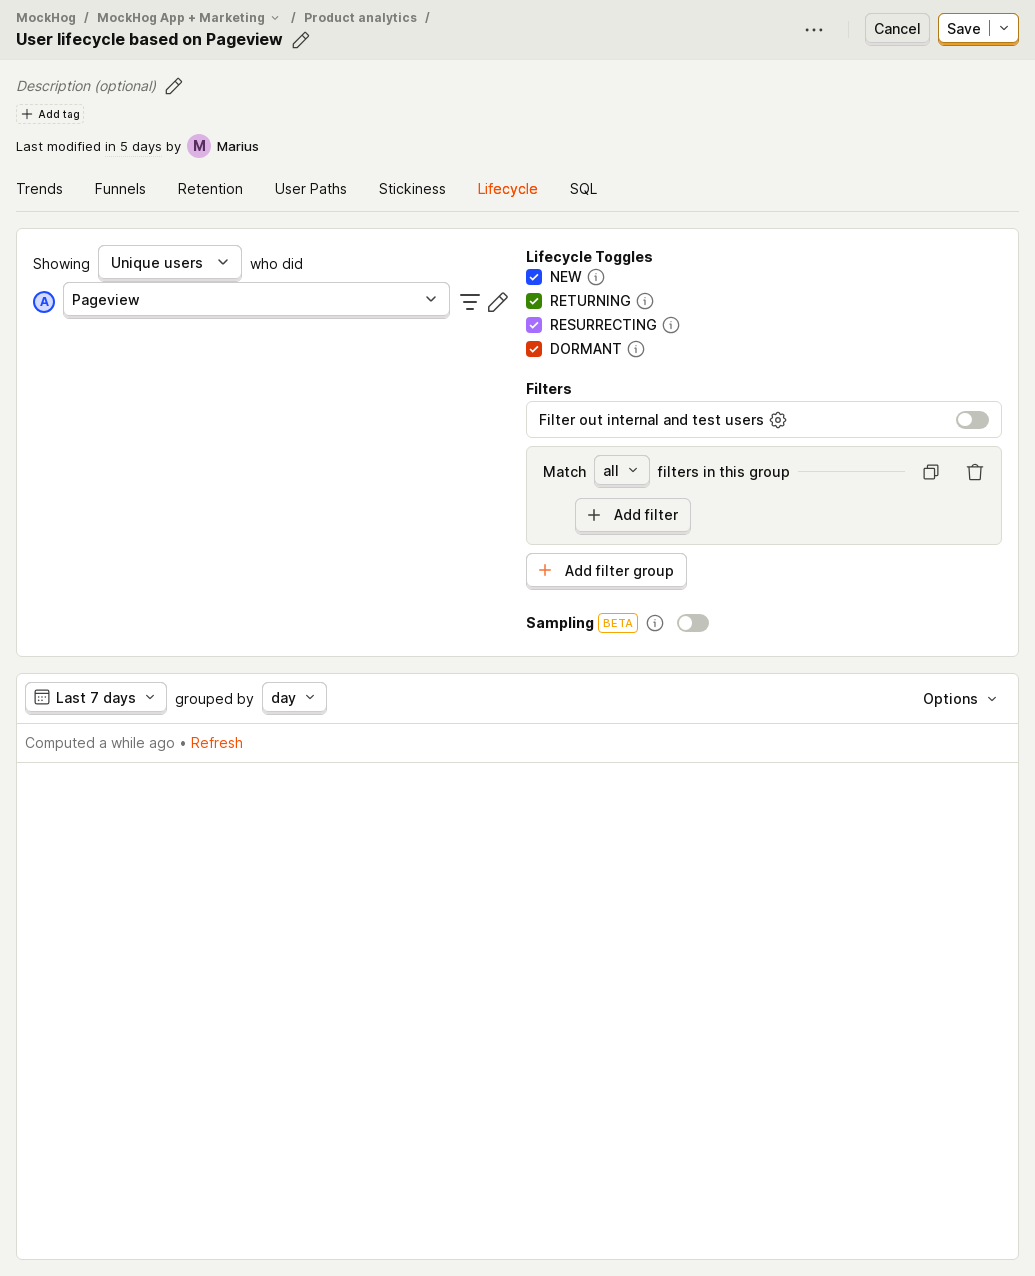 MockHog / MockHog App + Marketing / Product analytics /
User lifecycle based on Pageview
Cancel
Save
Description (optional)
Add tag
Last modified in 5 days by M Marius
Trends Funnels Retention User Paths Stickiness Lifecycle SQL
Showing Unique users who did
A Pageview
Lifecycle Toggles
NEW
RETURNING
RESURRECTING
DORMANT
Filters
Filter out internal and test users
Match all filters in this group
Add filter
Add filter group
Sampling BETA
Last 7 days grouped by day
Options
Computed a while ago • Refresh